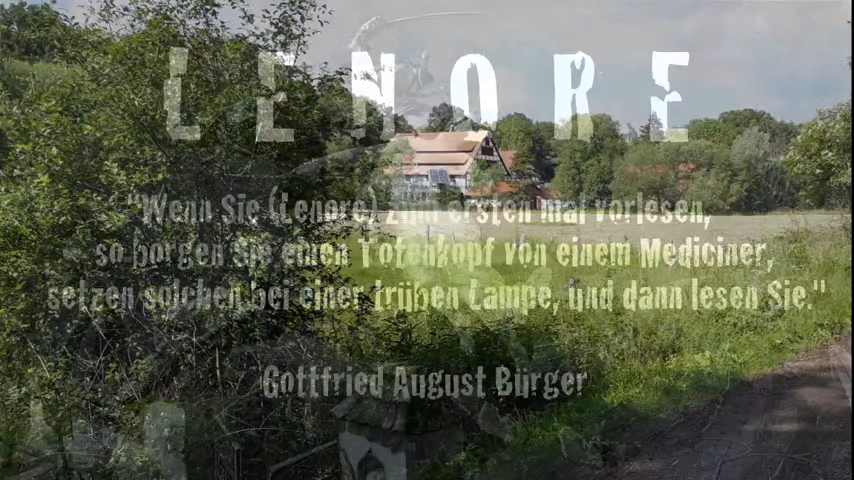 LENORE
"Wenn Sie (Lenore) zum ersten mal vorlesen,
so borgen Sie einen Totenkopf von einem Mediciner,
setzen solchen bei einer trüben Lampe, und dann lesen Sie."
Gottfried August Bürger